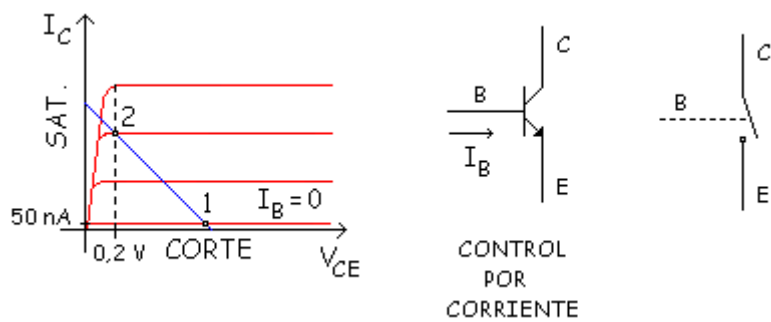 I_C
SAT.
2
1
I_B = 0
50 nA
0,2 V
CORTE
V_CE
C
B
I_B
E
CONTROL
POR
CORRIENTE
C
B
E